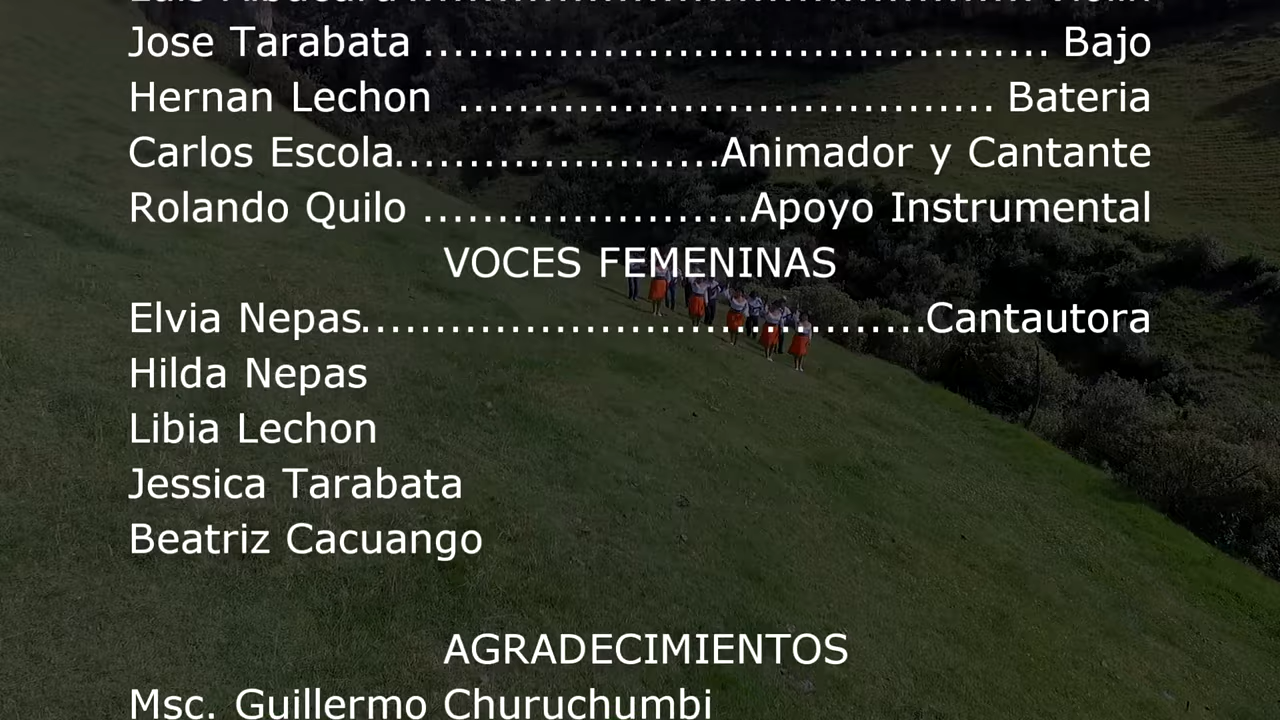 Jose Tarabata .......................................... Bajo
Hernan Lechon .................................... Bateria
Carlos Escola......................Animador y Cantante
Rolando Quilo ......................Apoyo Instrumental
VOCES FEMENINAS
Elvia Nepas......................................Cantautora
Hilda Nepas
Libia Lechon
Jessica Tarabata
Beatriz Cacuango
AGRADECIMIENTOS
Msc. Guillermo Churuchumbi